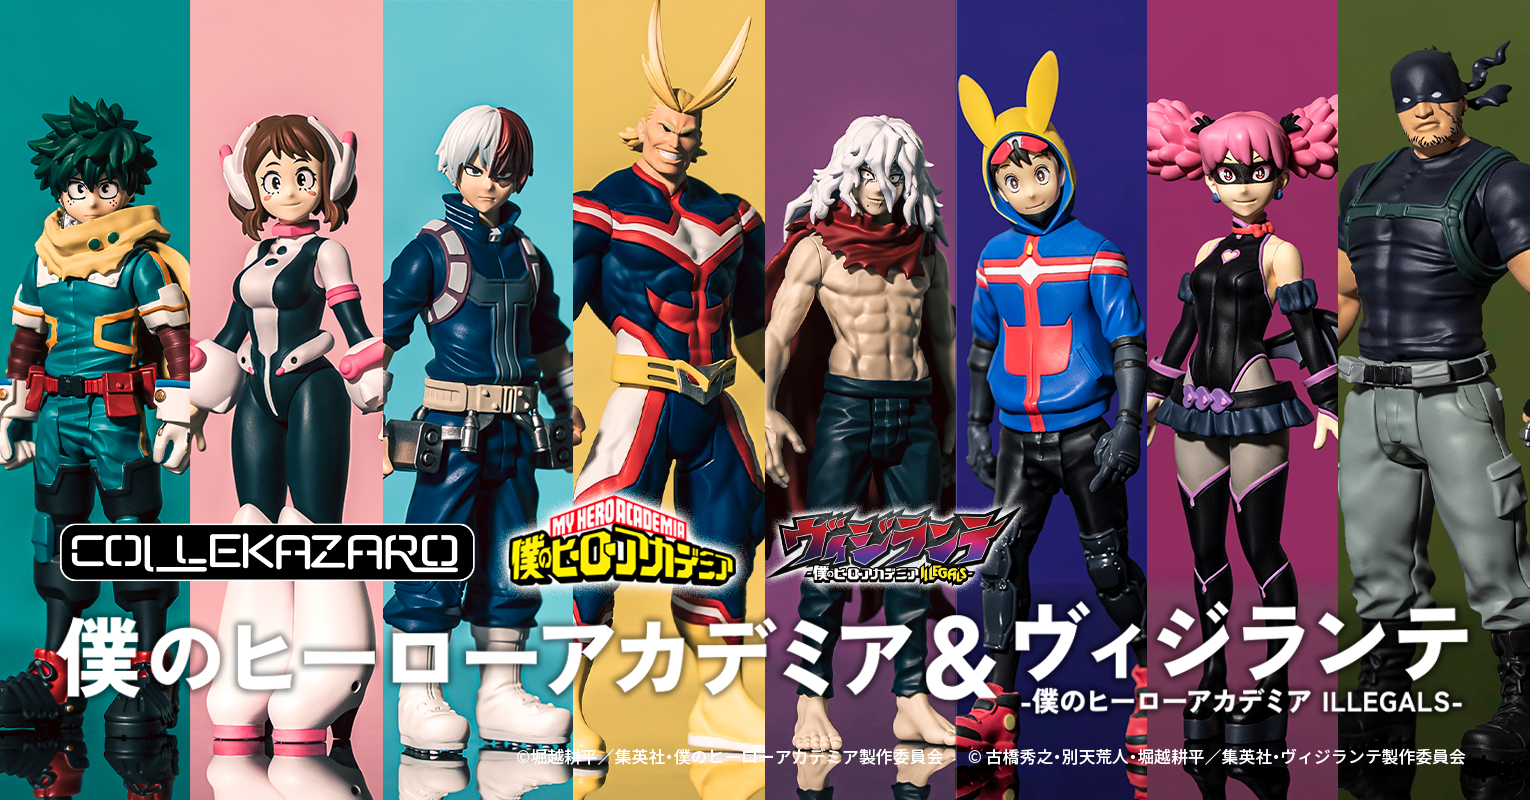 COLLEKAZARO
MY HERO ACADEMIA
僕のヒーローアカデミア
ヴィジランテ
-僕のヒーローアカデミア ILLEGALS-
僕のヒーローアカデミア&ヴィジランテ
-僕のヒーローアカデミア ILLEGALS-
©堀越耕平／集英社・僕のヒーローアカデミア製作委員会 © 古橋秀之・別天荒人・堀越耕平／集英社・ヴィジランテ製作委員会